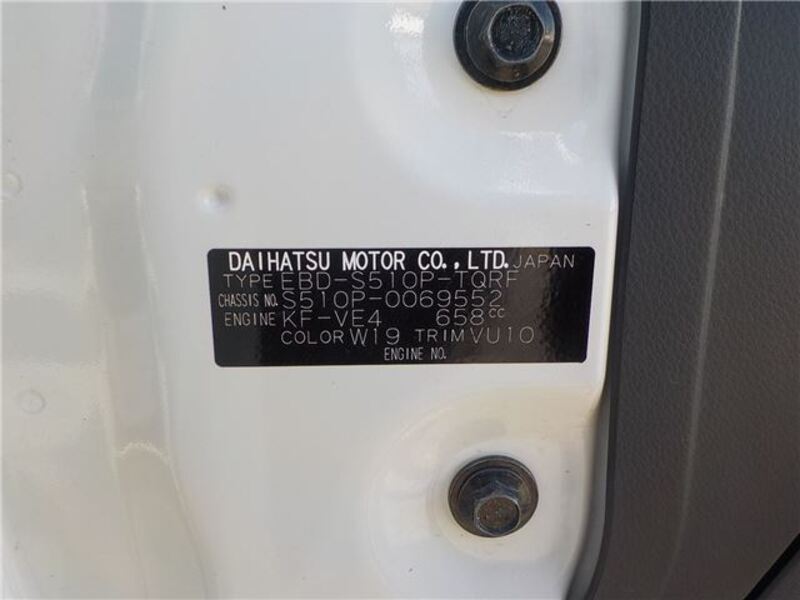 DAIHATSU MOTOR CO.,LTD. JAPAN
TYPE EBD-S510P-TQRF
CHASSIS NO. S510P-0069552
ENGINE KF-VE4 658cc
COLOR W19 TRIM VU10
ENGINE NO.